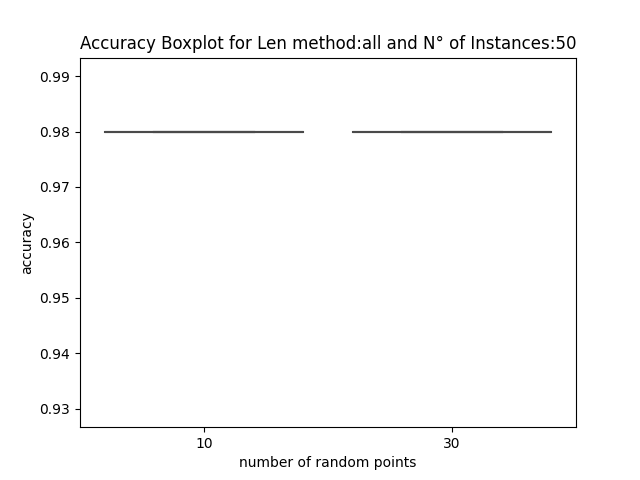 Accuracy Boxplot for Len method:all and N° of Instances:50
0.99
0.98
0.97
0.96
0.95
0.94
0.93
accuracy
10 30
number of random points